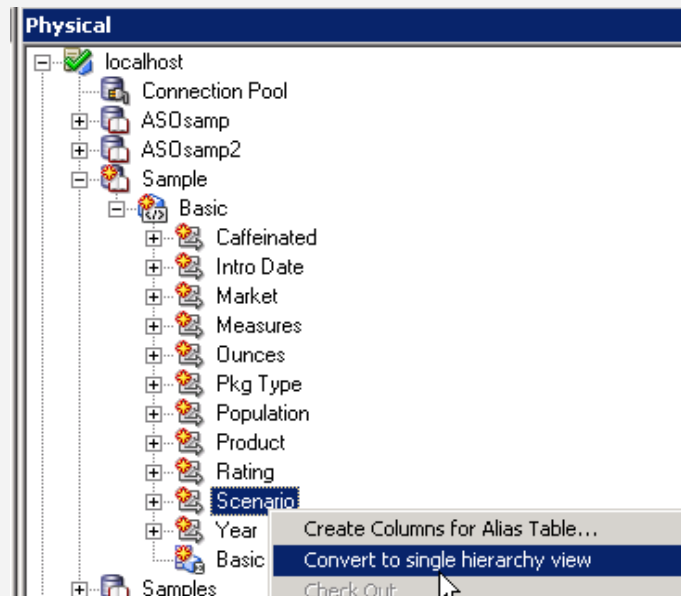 Physical
localhost
Connection Pool
ASOsamp
ASOsamp2
Sample
Basic
Caffeinated
Intro Date
Market
Measures
Ounces
Pkg Type
Population
Product
Rating
Scenario
Year
Create Columns for Alias Table...
Basic
Convert to single hierarchy view
Samples
Check Out